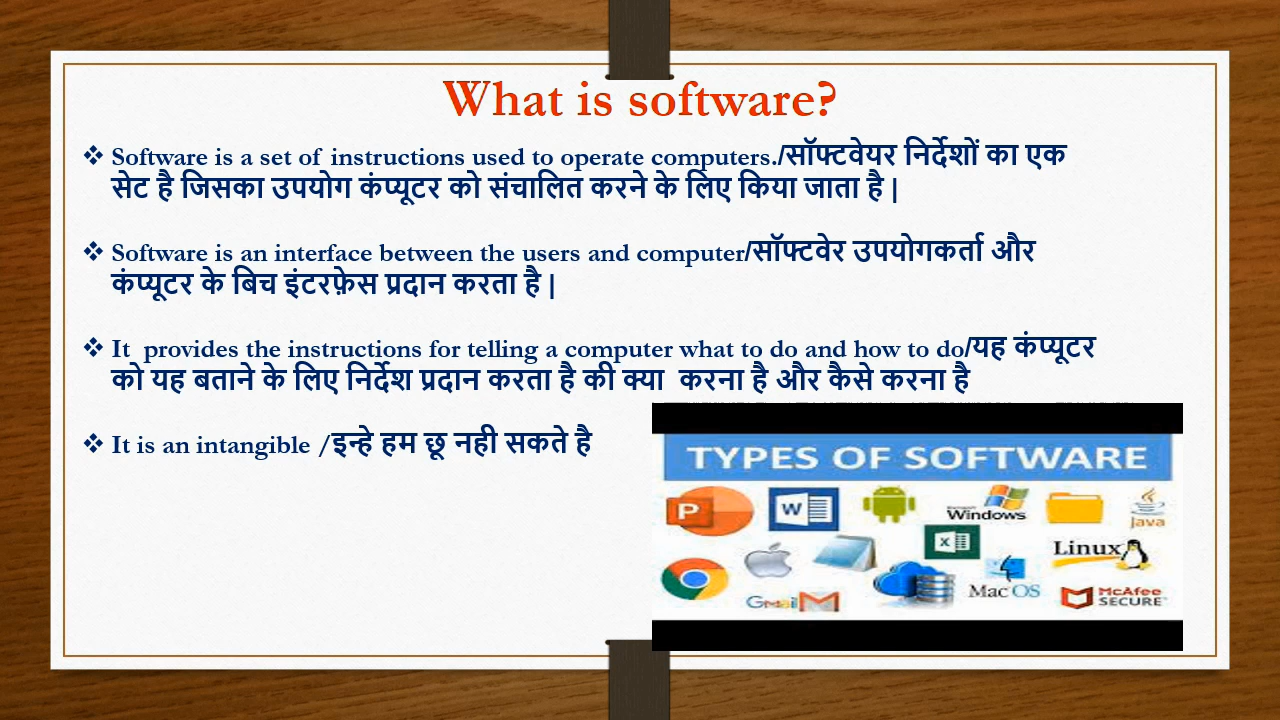 What is software?
❖ Software is a set of instructions used to operate computers./सॉफ्टवेयर निर्देशों का एक
सेट है जिसका उपयोग कंप्यूटर को संचालित करने के लिए किया जाता है |
❖ Software is an interface between the users and computer/सॉफ्टवेर उपयोगकर्ता और
कंप्यूटर के बिच इंटरफ़ेस प्रदान करता है |
❖ It provides the instructions for telling a computer what to do and how to do/यह कंप्यूटर
को यह बताने के लिए निर्देश प्रदान करता है की क्या करना है और कैसे करना है
❖ It is an intangible /इन्हे हम छू नही सकते है
TYPES OF SOFTWARE
P
W
Windows
Java
X
Linux
Mac OS
Gmail
McAfee
SECURE